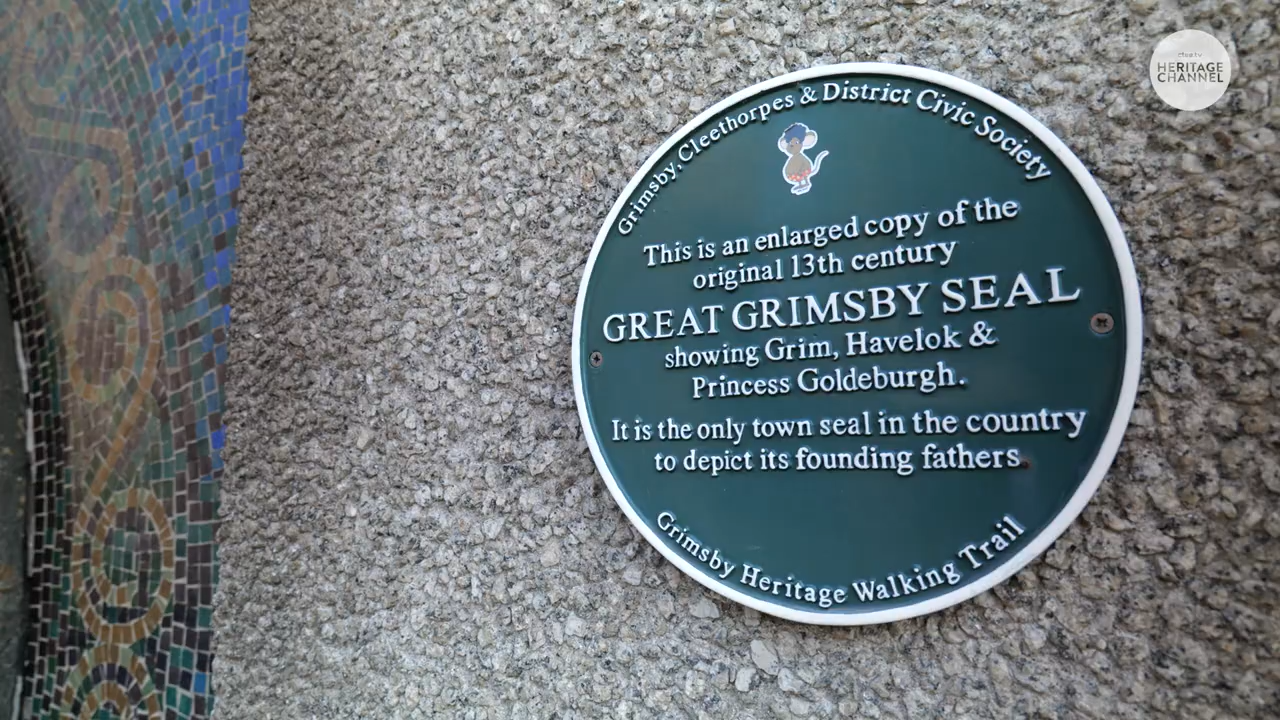 HERITAGE
CHANNEL
Grimsby, Cleethorpes & District Civic Society
This is an enlarged copy of the
original 13th century
GREAT GRIMSBY SEAL
showing Grim, Havelok &
Princess Goldeburgh.
It is the only town seal in the country
to depict its founding fathers.
Grimsby Heritage Walking Trail